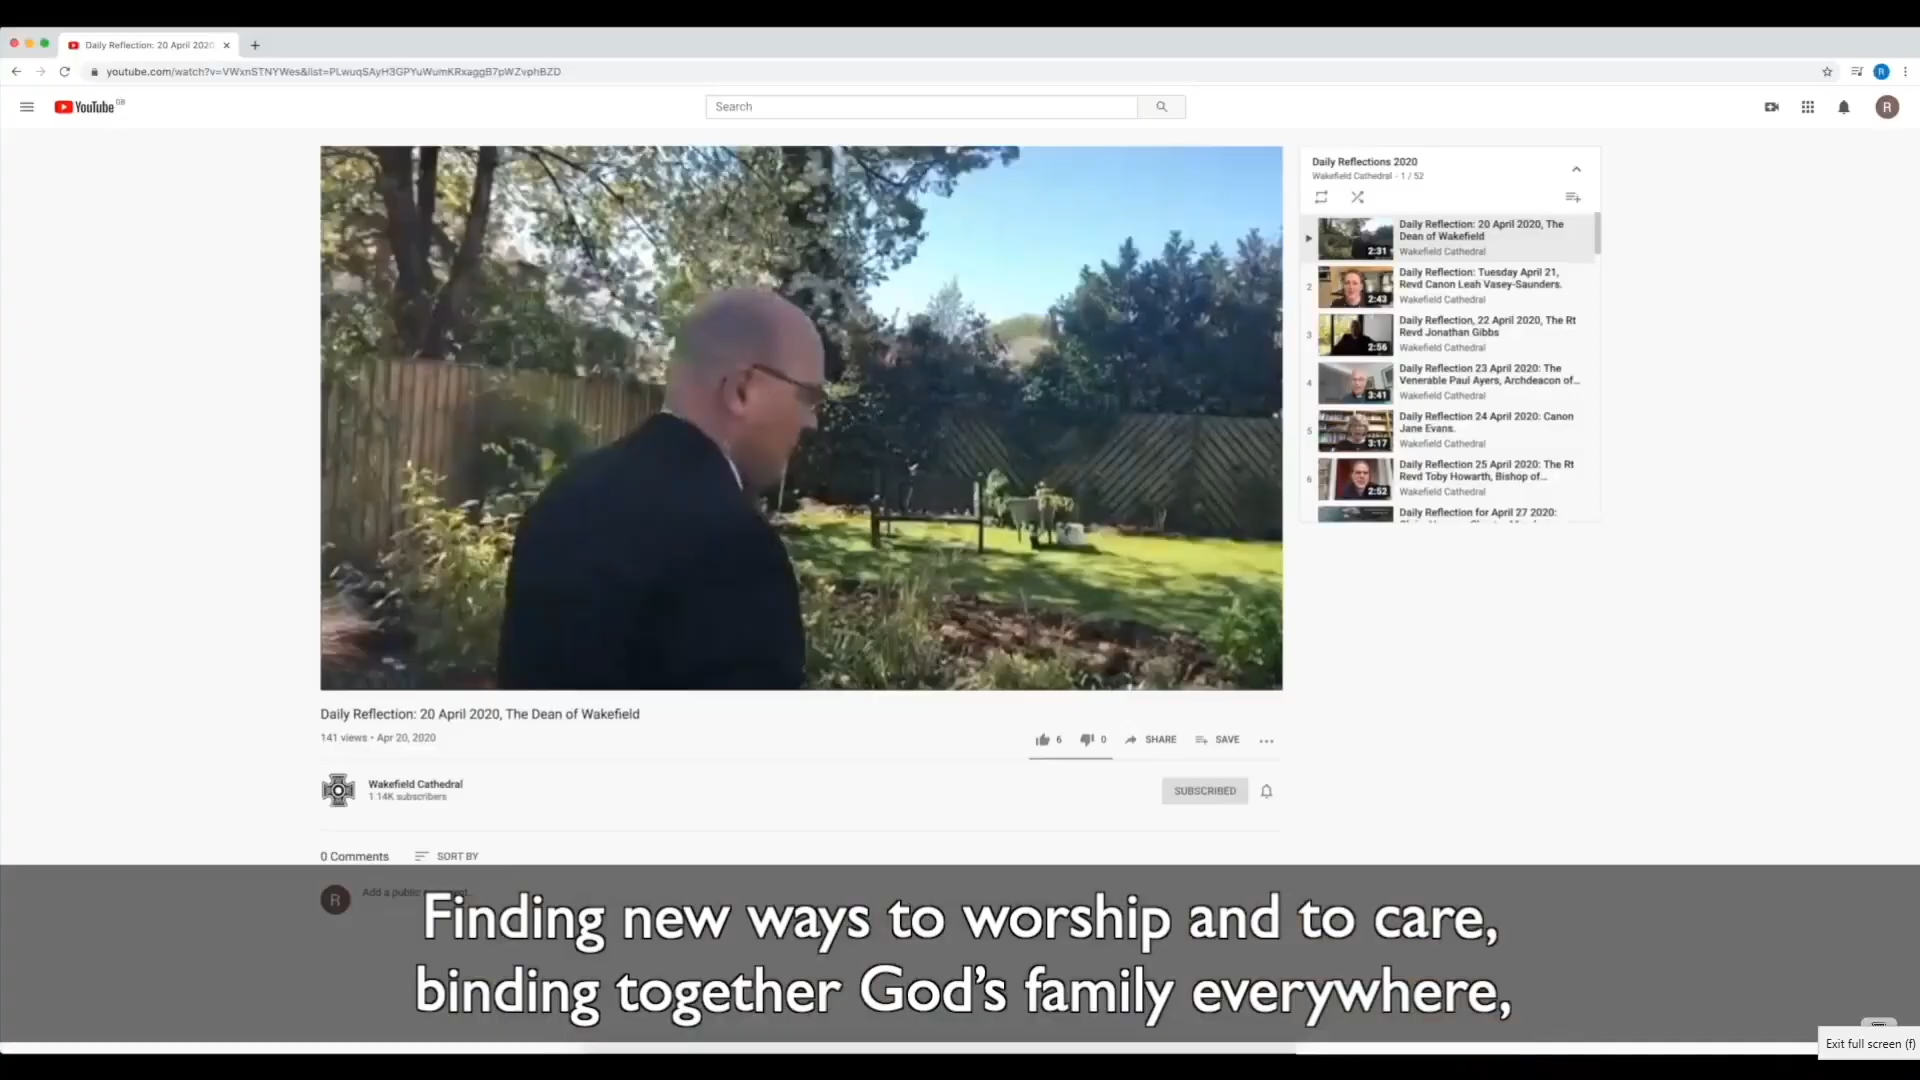 Daily Reflection: 20 April 2020
youtube.com/watch?v=VWxnSTNYWes&list=PLwuqSAyH3GPYuWumKRxaggB7pWZvphBZD
R
YouTube GB
Search
R
Daily Reflections 2020
Wakefield Cathedral - 1 / 52
Daily Reflection: 20 April 2020, The
Dean of Wakefield
2:31
Wakefield Cathedral
2
Daily Reflection: Tuesday April 21,
Revd Canon Leah Vasey-Saunders.
2:43
Wakefield Cathedral
3
Daily Reflection, 22 April 2020, The Rt
Revd Jonathan Gibbs
2:56
Wakefield Cathedral
4
Daily Reflection 23 April 2020: The
Venerable Paul Ayers, Archdeacon of...
3:41
Wakefield Cathedral
5
Daily Reflection 24 April 2020: Canon
Jane Evans.
3:17
Wakefield Cathedral
6
Daily Reflection 25 April 2020: The Rt
Revd Toby Howarth, Bishop of...
2:52
Wakefield Cathedral
Daily Reflection for April 27 2020:
Daily Reflection: 20 April 2020, The Dean of Wakefield
141 views • Apr 20, 2020
6 0 SHARE SAVE
Wakefield Cathedral
1.14K subscribers
SUBSCRIBED
0 Comments SORT BY
R
Add a public
Finding new ways to worship and to care,
binding together God's family everywhere,
Exit full screen (f)